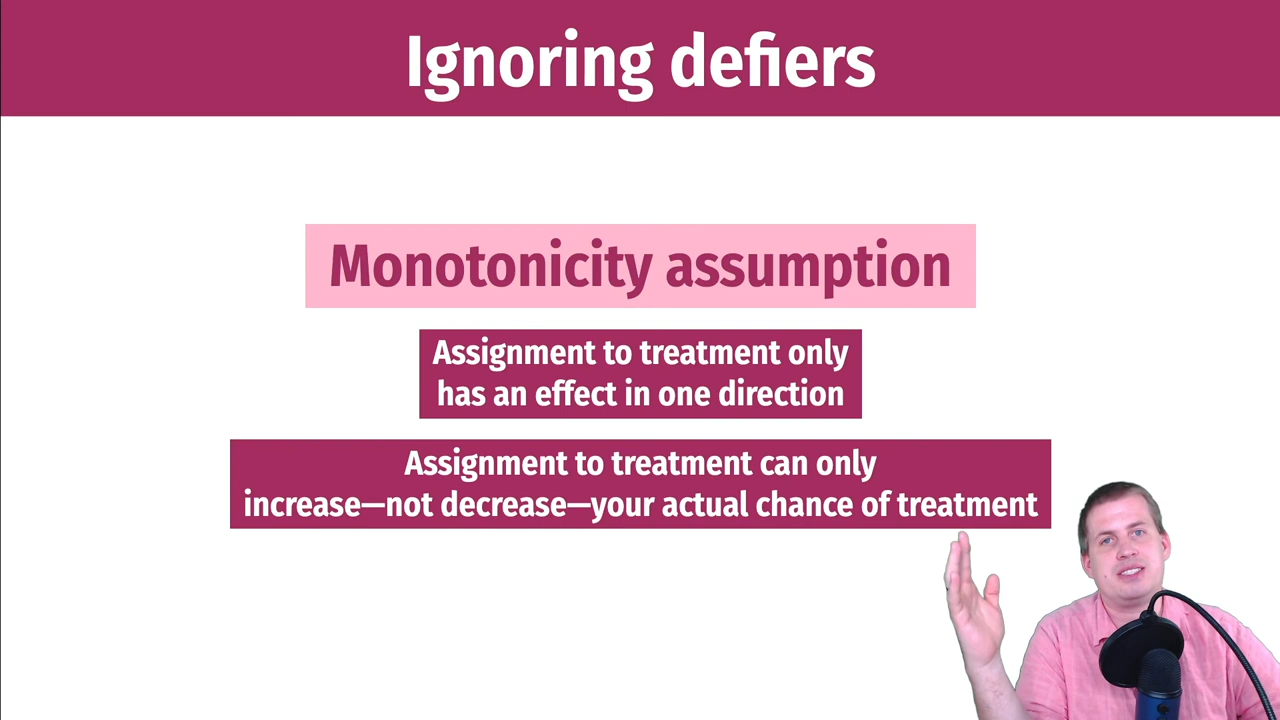 Ignoring defiers
Monotonicity assumption
Assignment to treatment only
has an effect in one direction
Assignment to treatment can only
increase—not decrease—your actual chance of treatment